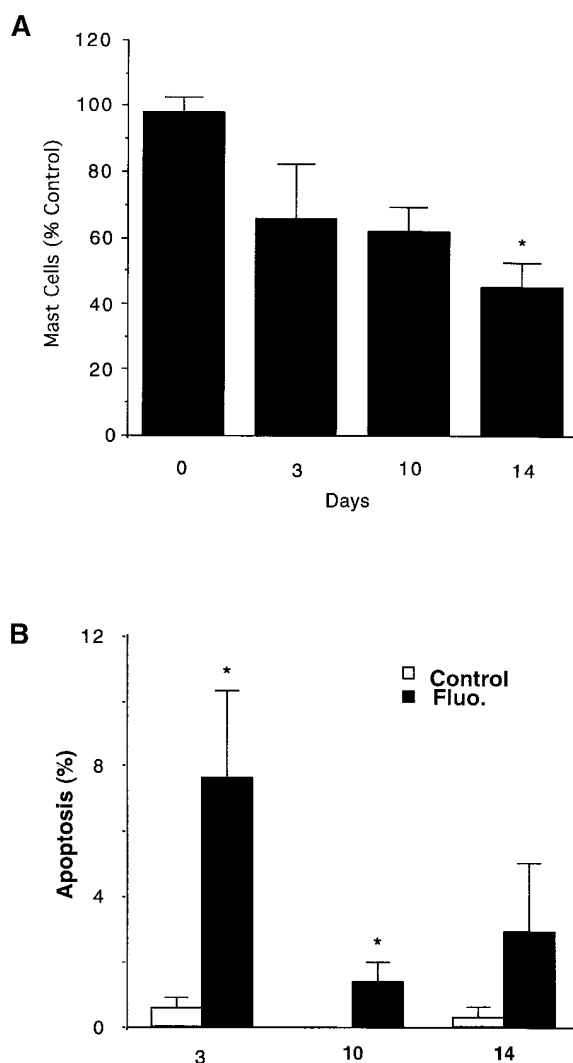 A
Mast Cells (% Control)
120
100
80
60
40
20
0
*
0 3 10 14
Days
B
Apoptosis (%)
12
8
4
0
*
*
Control
Fluo.
3 10 14